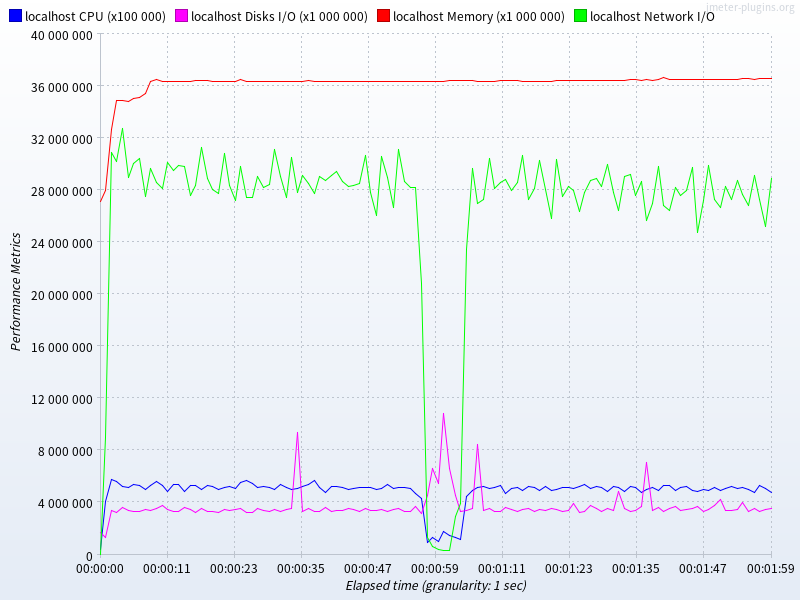 jmeter-plugins.org
localhost CPU (x100 000) localhost Disks I/O (x1 000 000) localhost Memory (x1 000 000) localhost Network I/O
40 000 000
36 000 000
32 000 000
28 000 000
24 000 000
20 000 000
16 000 000
12 000 000
8 000 000
4 000 000
0
Performance Metrics
00:00:00 00:00:11 00:00:23 00:00:35 00:00:47 00:00:59 00:01:11 00:01:23 00:01:35 00:01:47 00:01:59
Elapsed time (granularity: 1 sec)